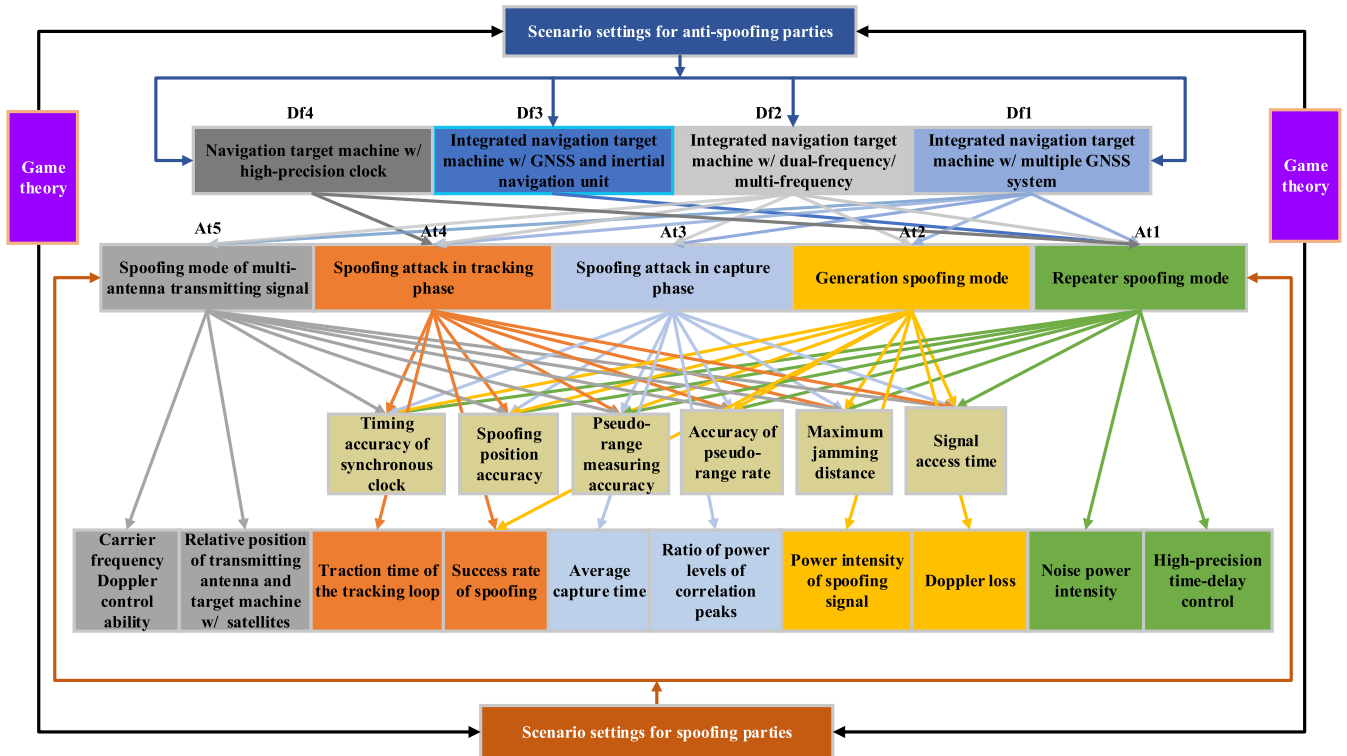 Scenario settings for anti-spoofing parties
Df4
Df3
Df2
Df1
Game
theory
Navigation target machine w/
high-precision clock
Integrated navigation target
machine w/ GNSS and inertial
navigation unit
Integrated navigation target
machine w/ dual-frequency/
multi-frequency
Integrated navigation target
machine w/ multiple GNSS
system
Game
theory
At5
At4
At3
At2
At1
Spoofing mode of multi-
antenna transmitting signal
Spoofing attack in tracking
phase
Spoofing attack in capture
phase
Generation spoofing mode
Repeater spoofing mode
Timing
accuracy of
synchronous
clock
Spoofing
position
accuracy
Pseudo-
range
measuring
accuracy
Accuracy of
pseudo-
range rate
Maximum
jamming
distance
Signal
access time
Carrier
frequency
Doppler
control
ability
Relative position
of transmitting
antenna and
target machine
w/ satellites
Traction time of
the tracking loop
Success rate
of spoofing
Average
capture time
Ratio of power
levels of
correlation
peaks
Power intensity
of spoofing
signal
Doppler loss
Noise power
intensity
High-precision
time-delay
control
Scenario settings for spoofing parties